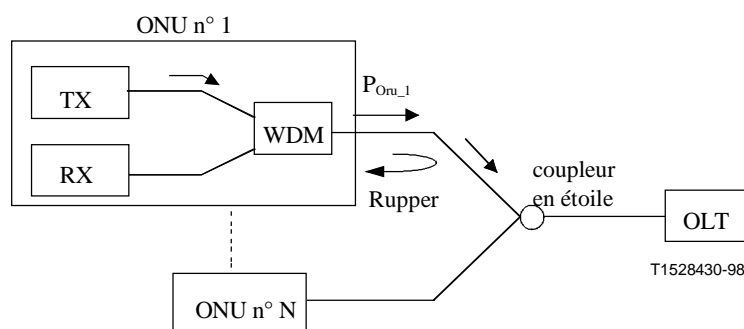 ONU n° 1
TX
P_Oru_1
WDM
RX
Rupper
coupleur
en étoile
OLT
T1528430-98
ONU n° N